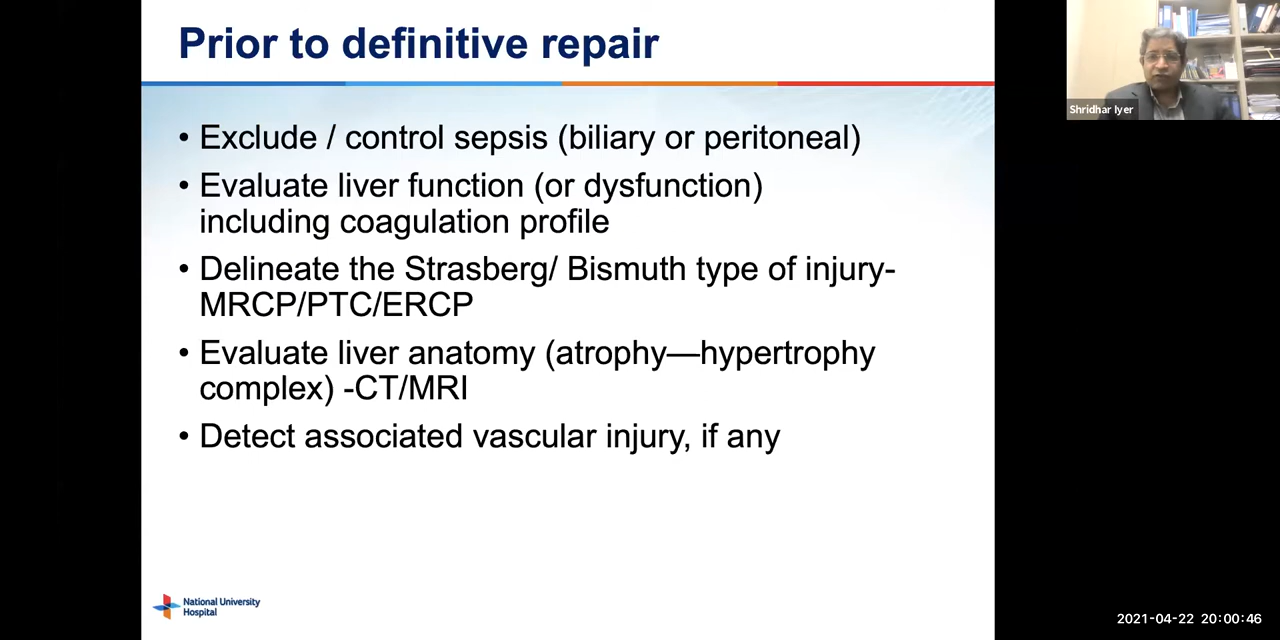 Prior to definitive repair
Shridhar Iyer
• Exclude / control sepsis (biliary or peritoneal)
• Evaluate liver function (or dysfunction)
including coagulation profile
• Delineate the Strasberg/ Bismuth type of injury-
MRCP/PTC/ERCP
• Evaluate liver anatomy (atrophy—hypertrophy
complex) -CT/MRI
• Detect associated vascular injury, if any
National University
Hospital
2021-04-22 20:00:46